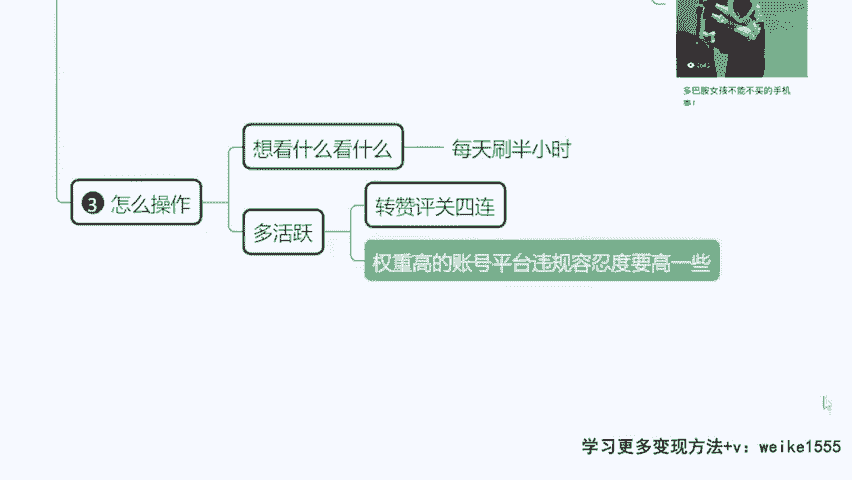 多巴胺女孩不能不买的手机
想看什么看什么
每天刷半小时
3 怎么操作
转赞评关四连
多活跃
权重高的账号平台违规容忍度要高一些
学习更多变现方法+v: weike1555